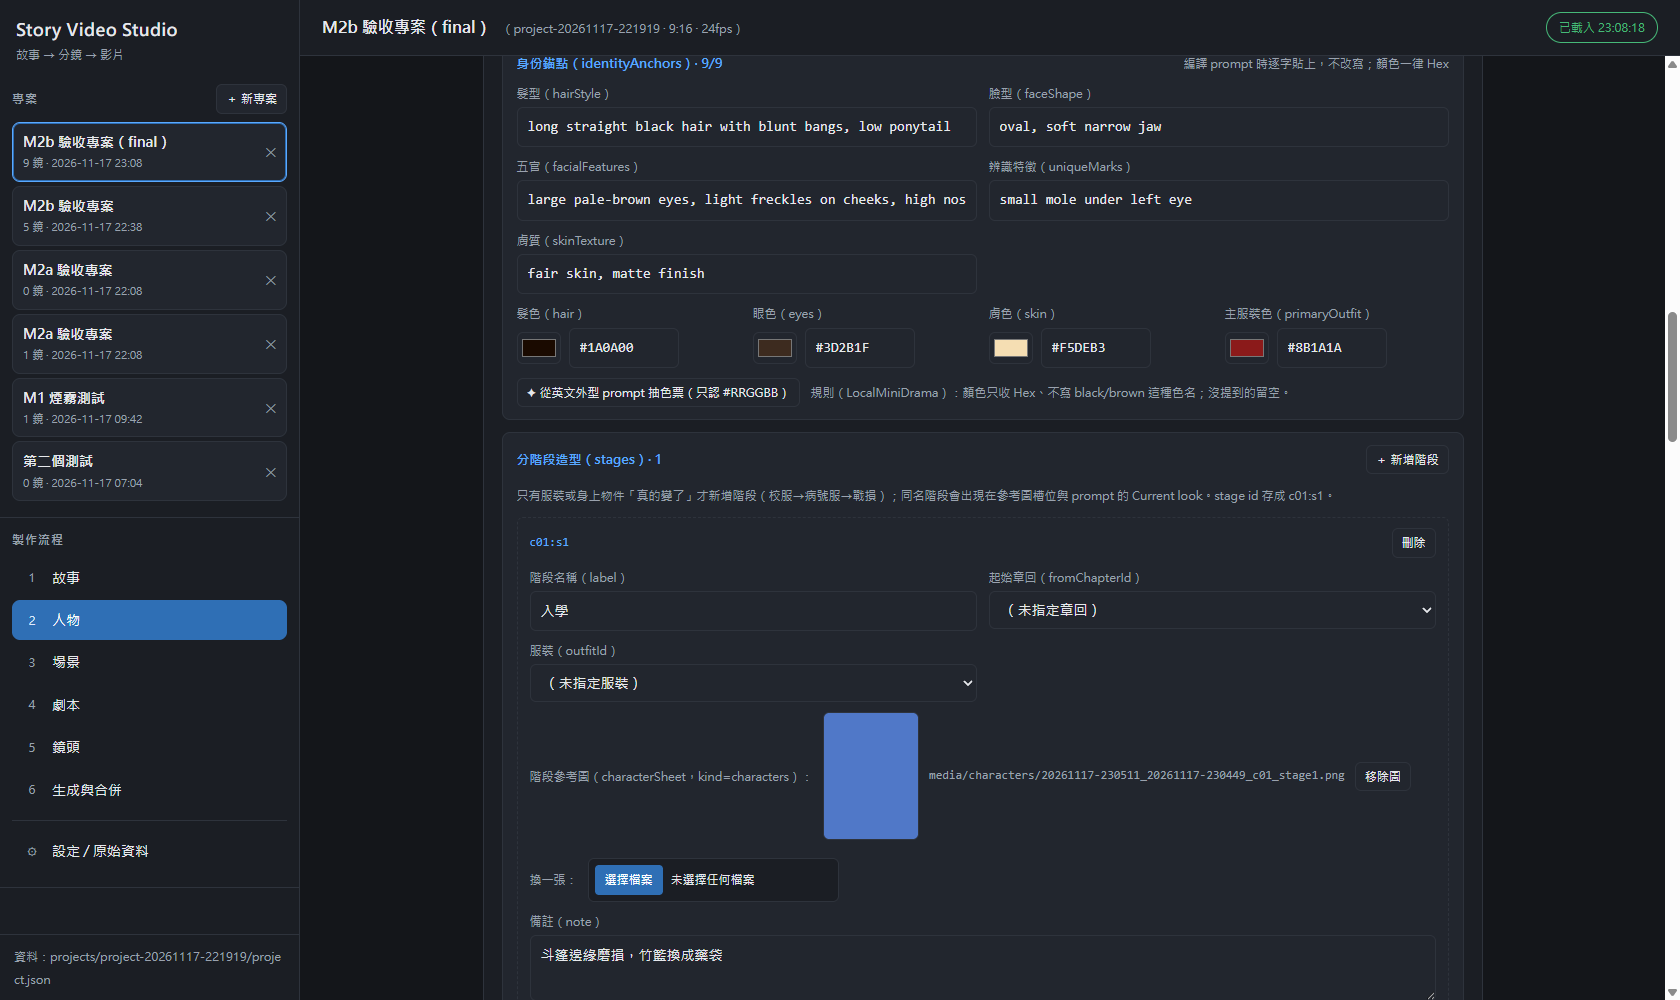 Story Video Studio
故事 → 分鏡 → 影片
專案
+ 新專案
M2b 驗收專案 ( final )
9 鏡 · 2026-11-17 23:08
M2b 驗收專案
5 鏡 · 2026-11-17 22:38
M2a 驗收專案
0 鏡 · 2026-11-17 22:08
M2a 驗收專案
1 鏡 · 2026-11-17 22:08
M1 煙霧測試
1 鏡 · 2026-11-17 09:42
第二個測試
0 鏡 · 2026-11-17 07:04
製作流程
1 故事
2 人物
3 場景
4 劇本
5 鏡頭
6 生成與合併
設定 / 原始資料
資料：projects/project-20261117-221919/proje
ct.json
M2b 驗收專案 ( final ) ( project-20261117-221919 · 9:16 · 24fps )
已載入 23:08:18
身份錨點 ( identityAnchors ) · 9/9
編譯 prompt 時逐字貼上，不改寫；顏色一律 Hex
髮型 ( hairStyle )
臉型 ( faceShape )
long straight black hair with blunt bangs, low ponytail
oval, soft narrow jaw
五官 ( facialFeatures )
辨識特徵 ( uniqueMarks )
large pale-brown eyes, light freckles on cheeks, high nos
small mole under left eye
膚質 ( skinTexture )
fair skin, matte finish
髮色 ( hair )
眼色 ( eyes )
膚色 ( skin )
主服裝色 ( primaryOutfit )
#1A0A00
#3D2B1F
#F5DEB3
#8B1A1A
✦ 從英文外型 prompt 抽色票 ( 只認 #RRGGBB )
規則 ( LocalMiniDrama ) ：顏色只收 Hex、不寫 black/brown 這種色名；沒提到的留空。
分階段造型 ( stages ) · 1
+ 新增階段
只有服裝或身上物件「真的變了」才新增階段 ( 校服→病號服→戰損 ) ；同名階段會出現在參考圖槽位與 prompt 的 Current look。stage id 存成 c01:s1。
c01:s1
刪除
階段名稱 ( label )
起始章回 ( fromChapterId )
入學
( 未指定章回 )
服裝 ( outfitId )
( 未指定服裝 )
階段參考圖 ( characterSheet，kind=characters ) ：
media/characters/20261117-230511_20261117-230449_c01_stage1.png
移除圖
換一張：
選擇檔案 未選擇任何檔案
備註 ( note )
斗篷邊緣磨損，竹籃換成藥袋